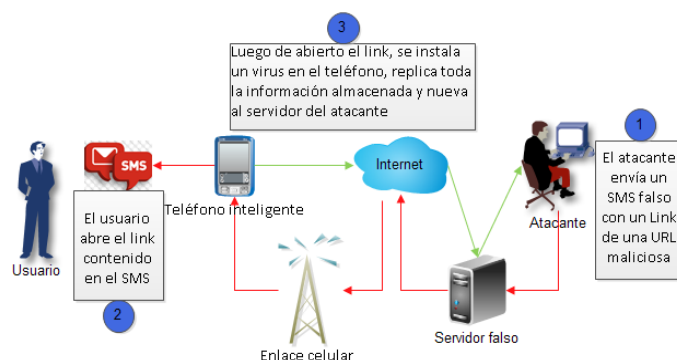 3
Luego de abierto el link, se instala
un virus en el teléfono, replica toda
la información almacenada y nueva
al servidor del atacante
1
El atacante
envía un
SMS falso
con un Link
de una URL
maliciosa
SMS
Internet
Teléfono inteligente
Atacante
El usuario
abre el link
contenido
en el SMS
2
Usuario
Servidor falso
Enlace celular